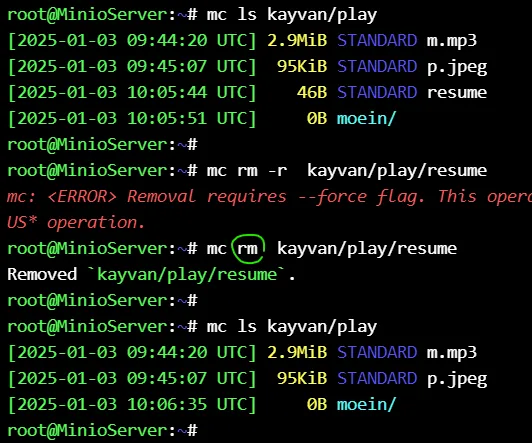 root@MinioServer:~# mc ls kayvan/play
[2025-01-03 09:44:20 UTC] 2.9MiB STANDARD m.mp3
[2025-01-03 09:45:07 UTC]  95KiB STANDARD p.jpeg
[2025-01-03 10:05:44 UTC]    46B STANDARD resume
[2025-01-03 10:05:51 UTC]     0B moein/
root@MinioServer:~#
root@MinioServer:~# mc rm -r  kayvan/play/resume
mc: <ERROR> Removal requires --force flag. This opera
US* operation.
root@MinioServer:~# mc rm  kayvan/play/resume
Removed `kayvan/play/resume`.
root@MinioServer:~#
root@MinioServer:~# mc ls kayvan/play
[2025-01-03 09:44:20 UTC] 2.9MiB STANDARD m.mp3
[2025-01-03 09:45:07 UTC]  95KiB STANDARD p.jpeg
[2025-01-03 10:06:35 UTC]     0B moein/
root@MinioServer:~#